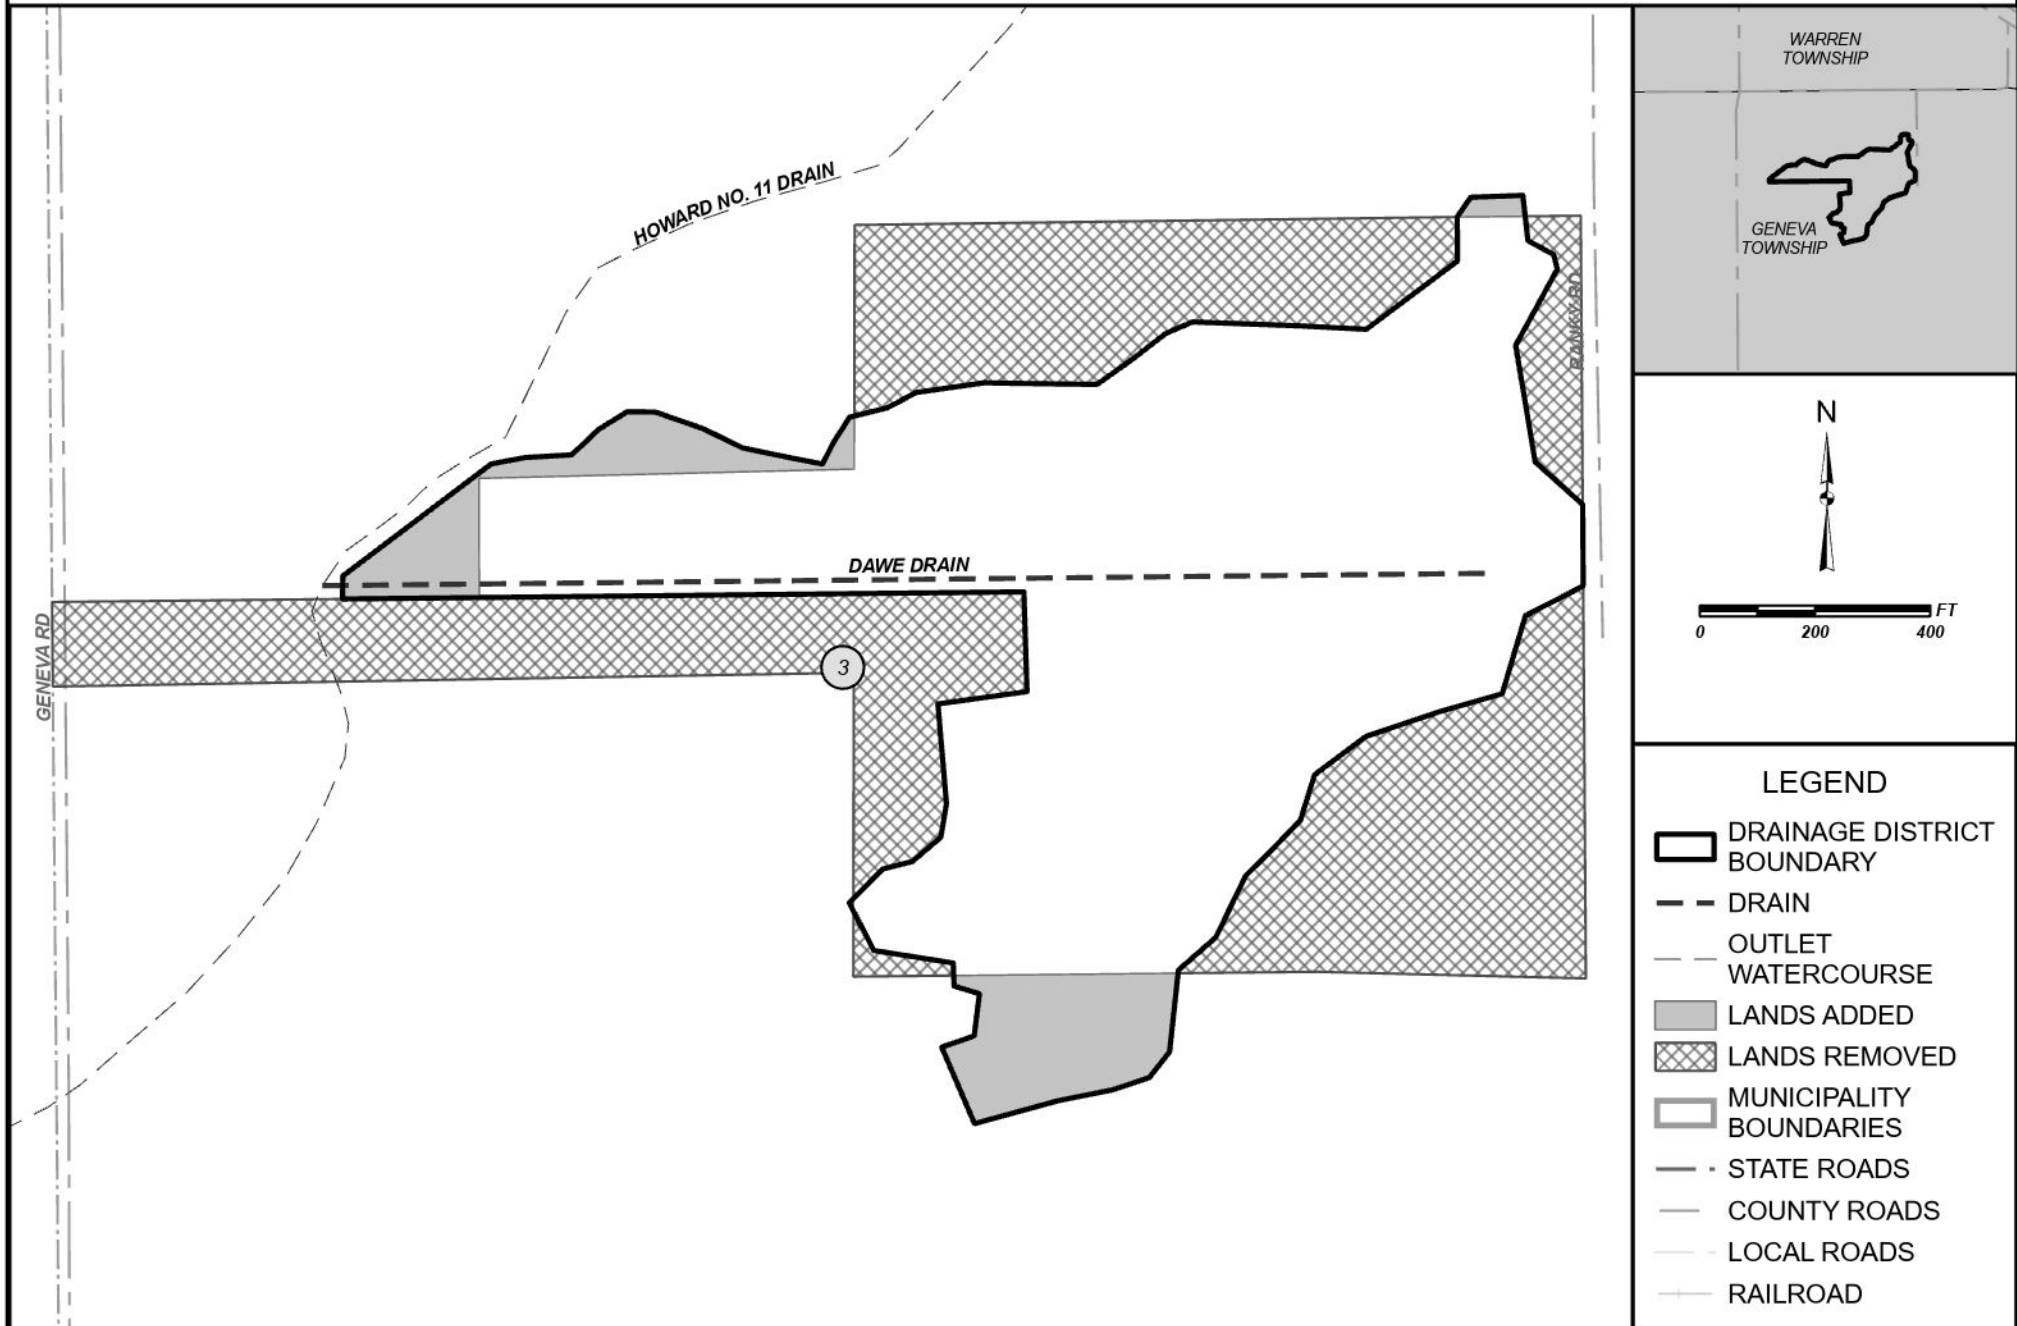 HOWARD NO. 11 DRAIN
DAWE DRAIN
GENEVA RD
3
WARREN
TOWNSHIP
GENEVA
TOWNSHIP
N
FT
0 200 400
LEGEND
DRAINAGE DISTRICT
BOUNDARY
DRAIN
OUTLET
WATERCOURSE
LANDS ADDED
LANDS REMOVED
MUNICIPALITY
BOUNDARIES
STATE ROADS
COUNTY ROADS
LOCAL ROADS
RAILROAD